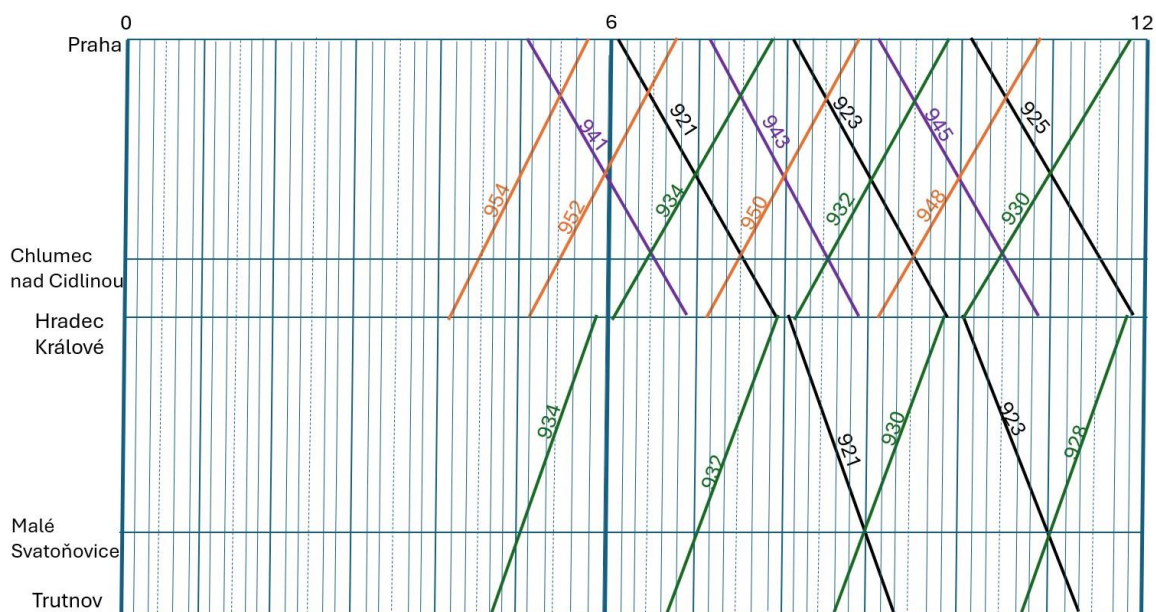 0 6 12
Praha
941
921
943
923
945
925
954
952
934
950
932
948
930
Chlumec
nad Cidlinou
Hradec
Králové
934
932
921
930
923
928
Malé
Svatoňovice
Trutnov